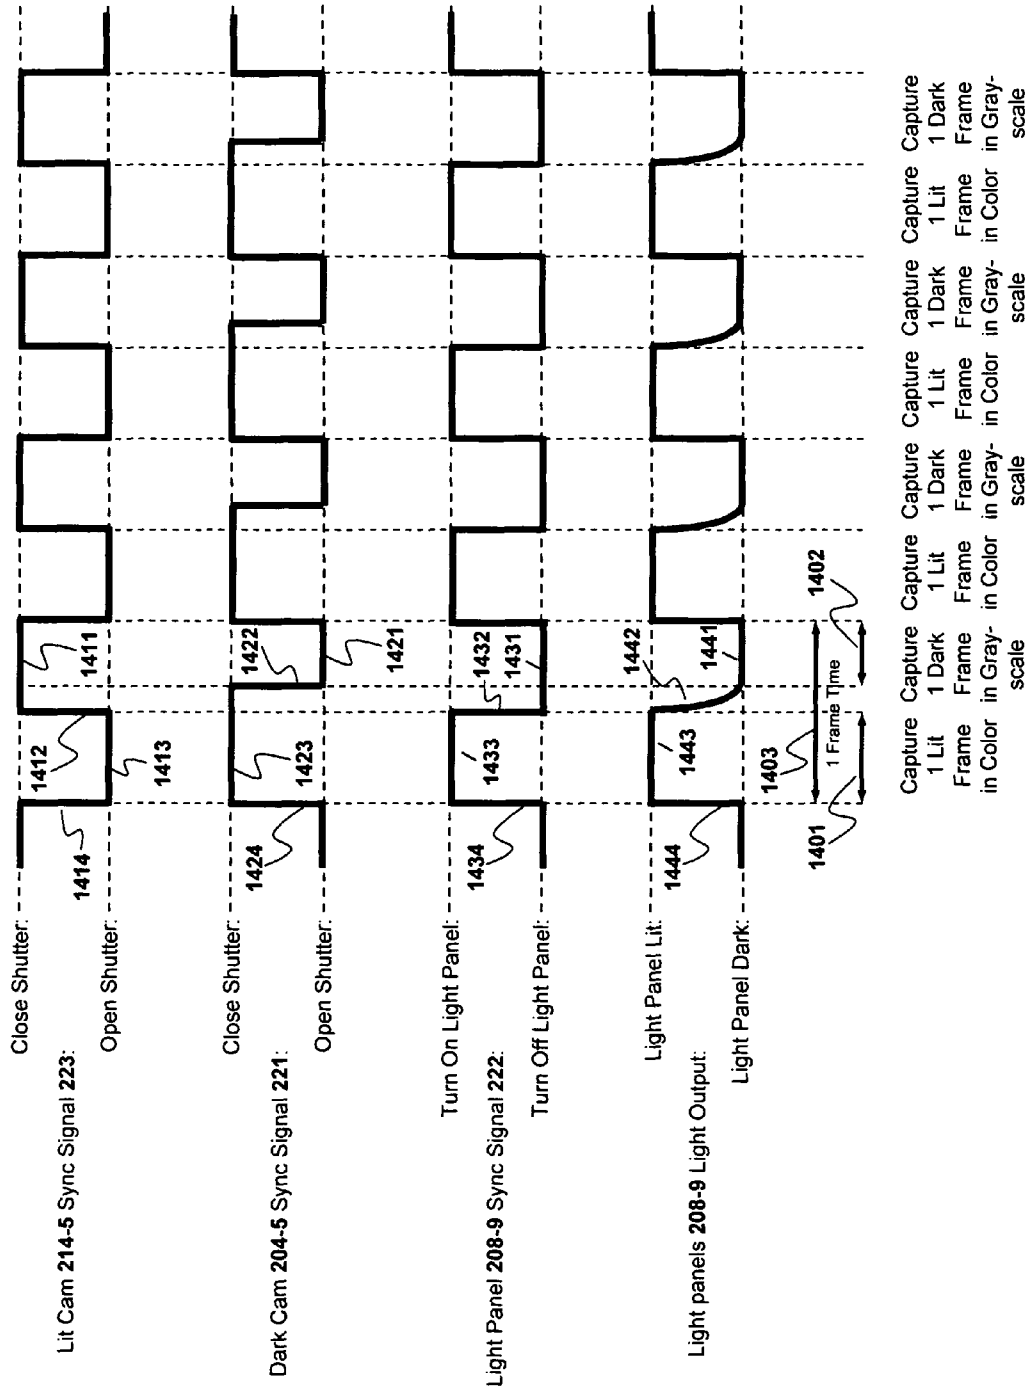 Lit Cam 214-5 Sync Signal 223:
Close Shutter:
Open Shutter:
1414
1412
1413
1411
Dark Cam 204-5 Sync Signal 221:
Close Shutter:
Open Shutter:
1424
1423
1422
1421
Light Panel 208-9 Sync Signal 222:
Turn On Light Panel:
Turn Off Light Panel:
1434
1433
1432
1431
Light panels 208-9 Light Output:
Light Panel Lit:
Light Panel Dark:
1444
1443
1442
1441
1403
1 Frame Time
1401
1402
Capture
1 Lit
Frame
in Color
Capture
1 Dark
Frame
in Gray-
scale
Capture
1 Lit
Frame
in Color
Capture
1 Dark
Frame
in Gray-
scale
Capture
1 Lit
Frame
in Color
Capture
1 Dark
Frame
in Gray-
scale
Capture
1 Lit
Frame
in Color
Capture
1 Dark
Frame
in Gray-
scale